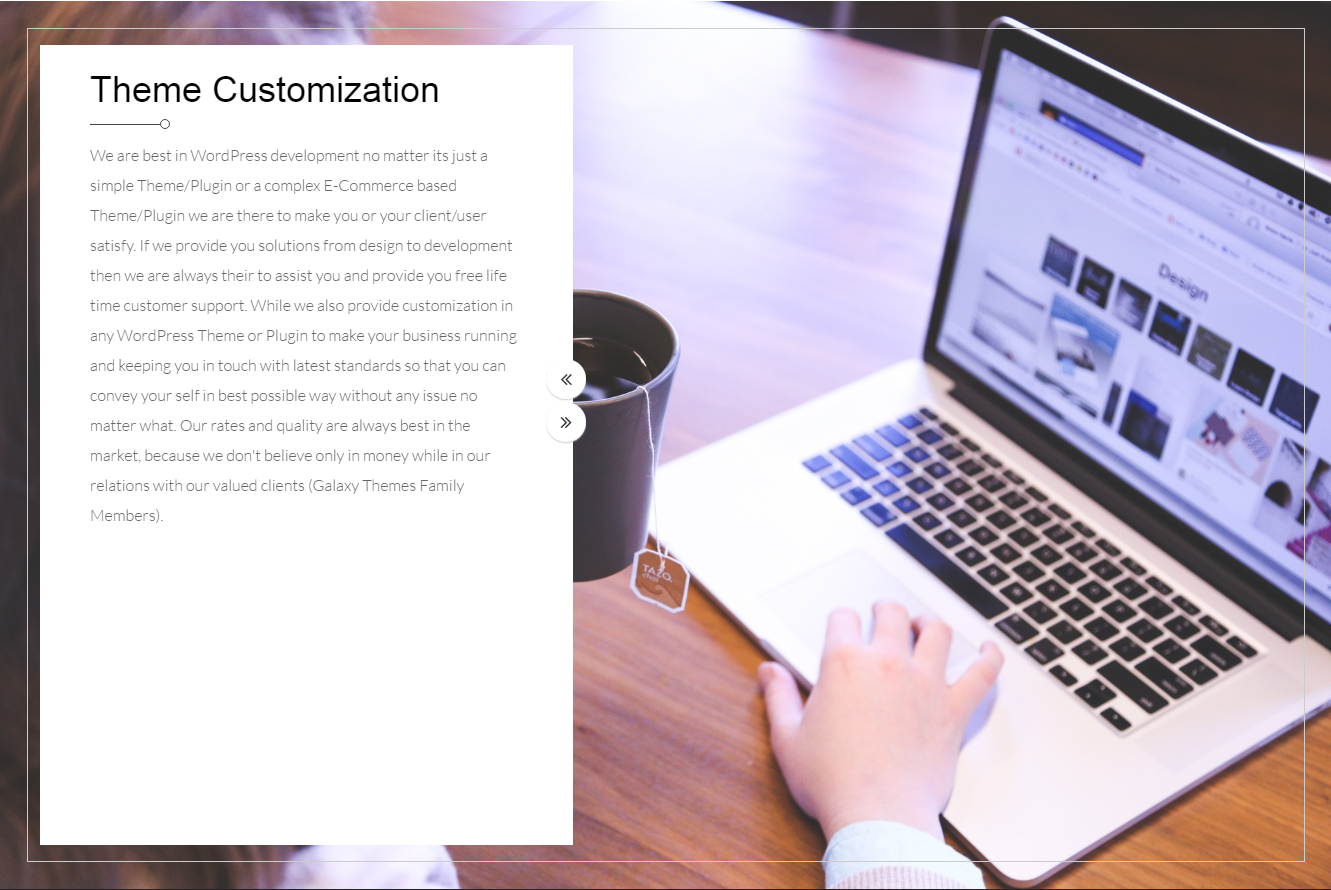 Theme Customization
We are best in WordPress development no matter its just a
simple Theme/Plugin or a complex E-Commerce based
Theme/Plugin we are there to make you or your client/user
satisfy. If we provide you solutions from design to development
then we are always their to assist you and provide you free life
time customer support. While we also provide customization in
any WordPress Theme or Plugin to make your business running
and keeping you in touch with latest standards so that you can
convey your self in best possible way without any issue no
matter what. Our rates and quality are always best in the
market, because we don't believe only in money while in our
relations with our valued clients (Galaxy Themes Family
Members).
Design
TAZO
chai